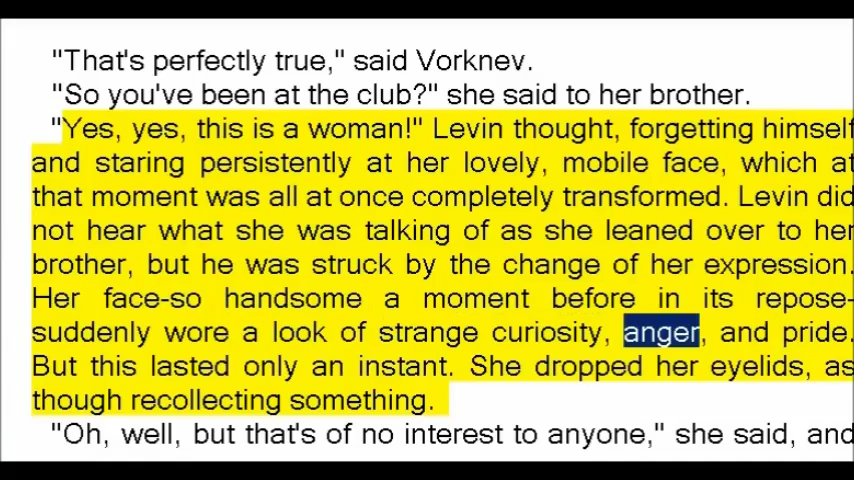 "That's perfectly true," said Vorknev.
"So you've been at the club?" she said to her brother.
"Yes, yes, this is a woman!" Levin thought, forgetting himself
and staring persistently at her lovely, mobile face, which at
that moment was all at once completely transformed. Levin did
not hear what she was talking of as she leaned over to her
brother, but he was struck by the change of her expression.
Her face-so handsome a moment before in its repose-
suddenly wore a look of strange curiosity, anger, and pride.
But this lasted only an instant. She dropped her eyelids, as
though recollecting something.
"Oh, well, but that's of no interest to anyone," she said, and